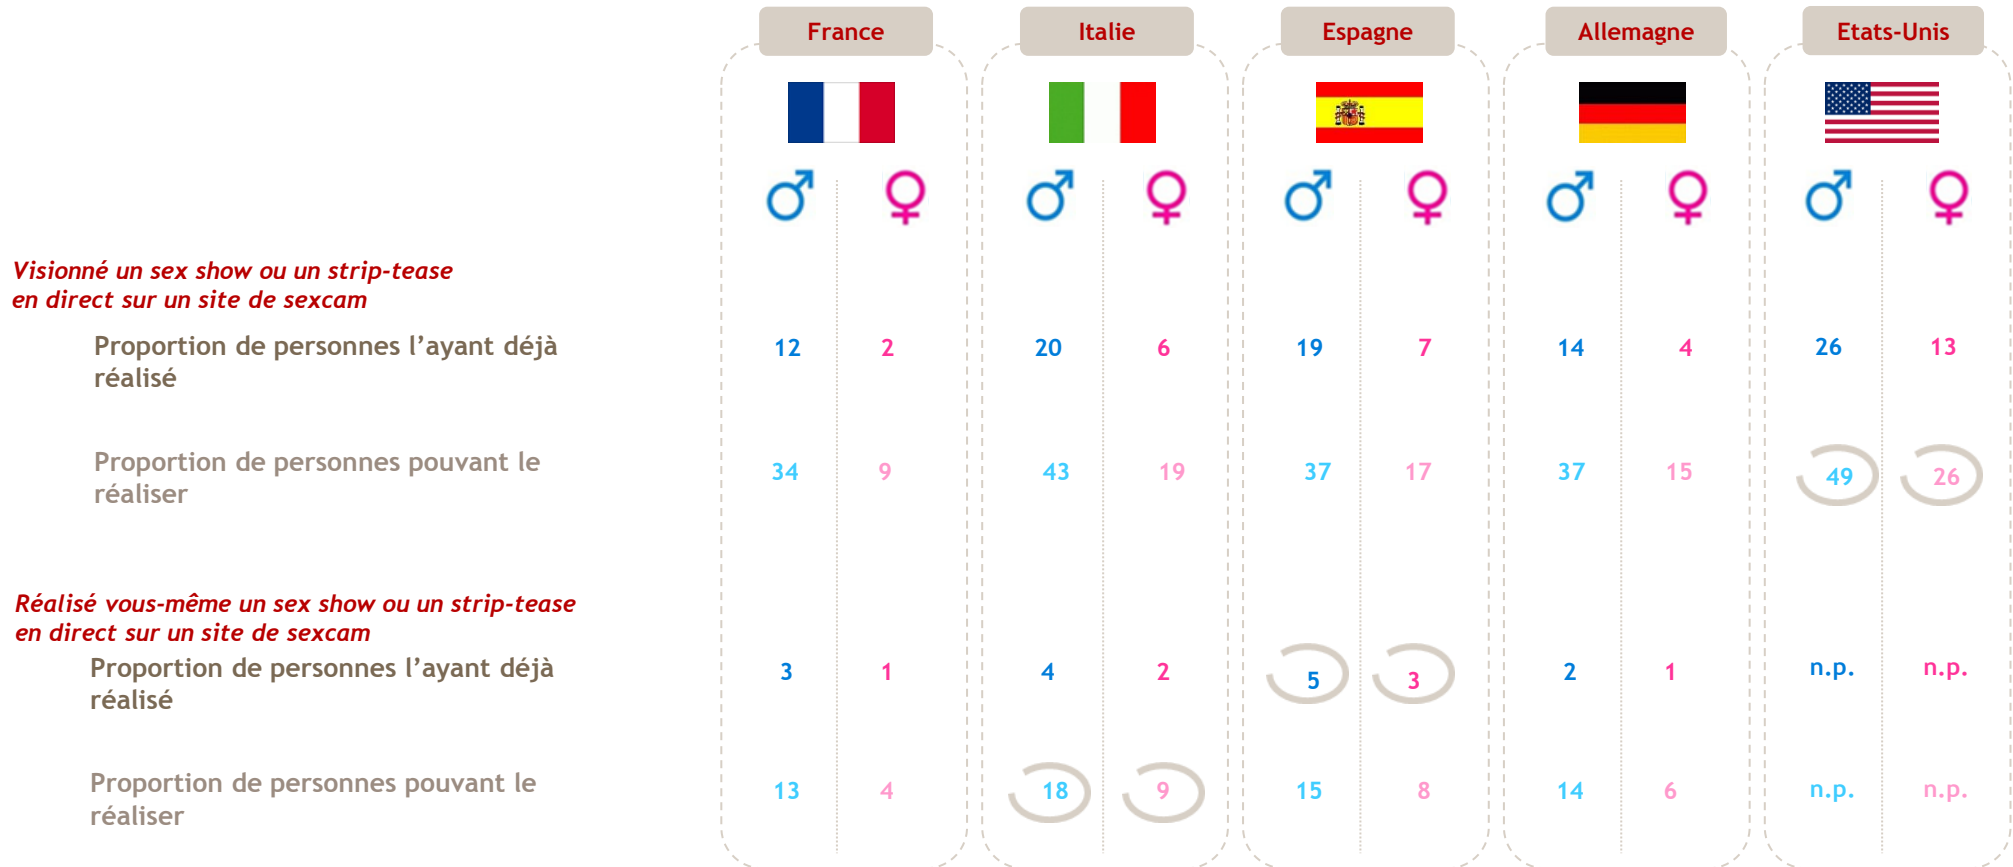 France Italie Espagne Allemagne Etats-Unis
Visionné un sex show ou un strip-tease
en direct sur un site de sexcam
Proportion de personnes l’ayant déjà
réalisé
12 2 20 6 19 7 14 4 26 13
Proportion de personnes pouvant le
réaliser
34 9 43 19 37 17 37 15 49 26
Réalisé vous-même un sex show ou un strip-tease
en direct sur un site de sexcam
Proportion de personnes l’ayant déjà
réalisé
3 1 4 2 5 3 2 1 n.p. n.p.
Proportion de personnes pouvant le
réaliser
13 4 18 9 15 8 14 6 n.p. n.p.